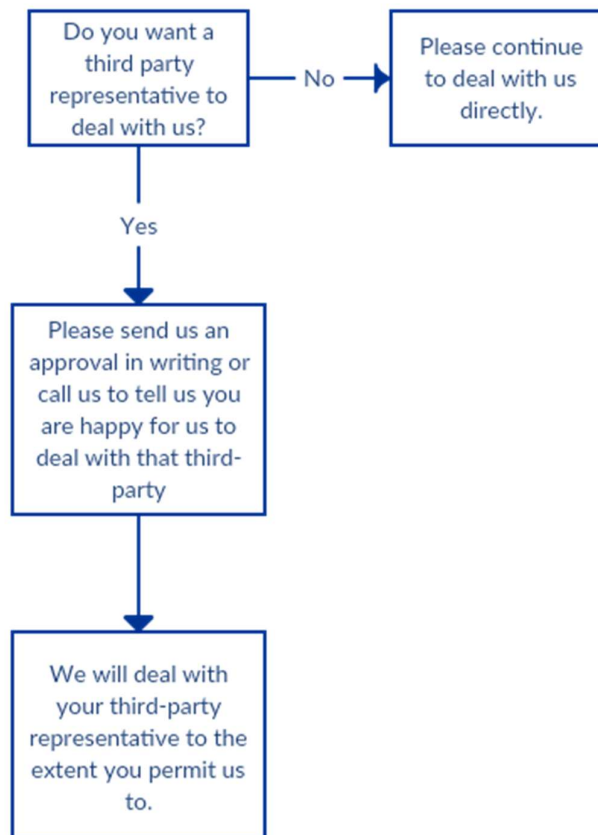 Do you want a
third party
representative to
deal with us?
No
Please continue
to deal with us
directly.
Yes
Please send us an
approval in writing or
call us to tell us you
are happy for us to
deal with that third-
party
We will deal with
your third-party
representative to the
extent you permit us
to.